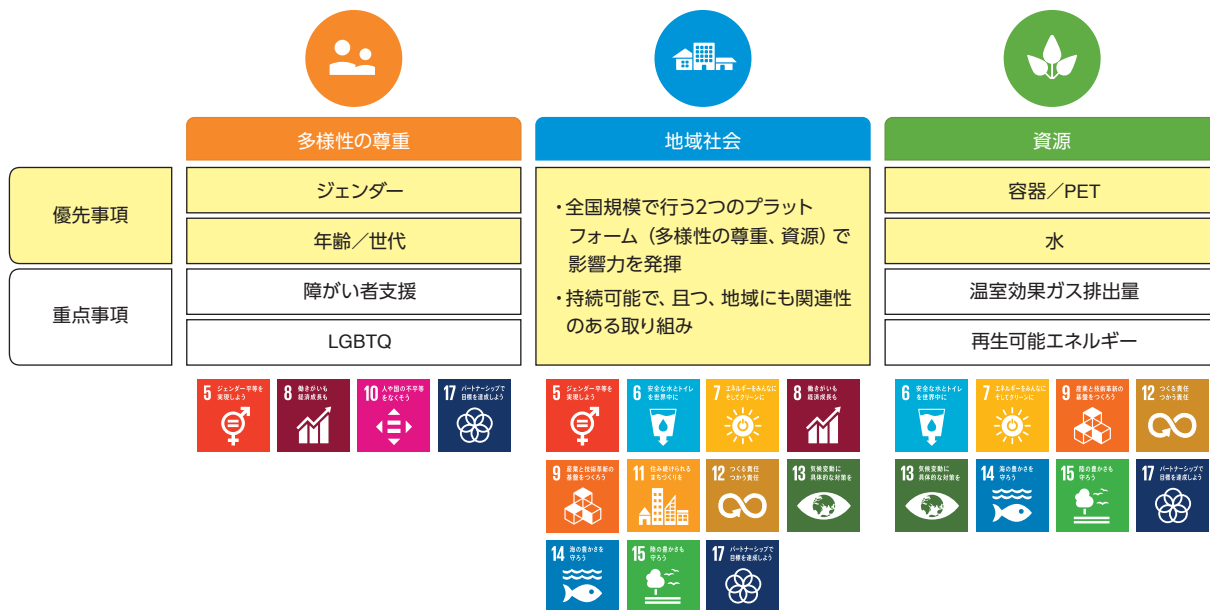 多様性の尊重
地域社会
資源
優先事項
ジェンダー
年齢／世代
・全国規模で行う2つのプラット
フォーム（多様性の尊重、資源）で
影響力を発揮
・持続可能で、且つ、地域にも関連性
のある取り組み
容器／PET
水
重点事項
障がい者支援
LGBTQ
温室効果ガス排出量
再生可能エネルギー
5 ジェンダー平等を
実現しよう
8 働きがいも
経済成長も
10 人や国の不平等
をなくそう
17 パートナーシップで
目標を達成しよう
5 ジェンダー平等を
実現しよう
6 安全な水とトイレ
を世界中に
7 エネルギーをみんなに
そしてクリーンに
8 働きがいも
経済成長も
9 産業と技術革新の
基盤をつくろう
11 住み続けられる
まちづくりを
12 つくる責任
つかう責任
13 気候変動に
具体的な対策を
14 海の豊かさを
守ろう
15 陸の豊かさも
守ろう
17 パートナーシップで
目標を達成しよう
6 安全な水とトイレ
を世界中に
7 エネルギーをみんなに
そしてクリーンに
9 産業と技術革新の
基盤をつくろう
12 つくる責任
つかう責任
13 気候変動に
具体的な対策を
14 海の豊かさを
守ろう
15 陸の豊かさも
守ろう
17 パートナーシップで
目標を達成しよう